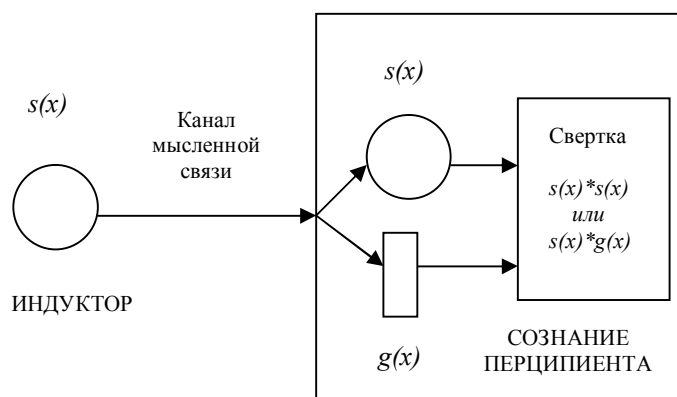 s(x)
Канал
мысленной
связи
ИНДУКТОР
s(x)
g(x)
Свертка
s(x)*s(x)
или
s(x)*g(x)
СОЗНАНИЕ
ПЕРЦИПИЕНТА